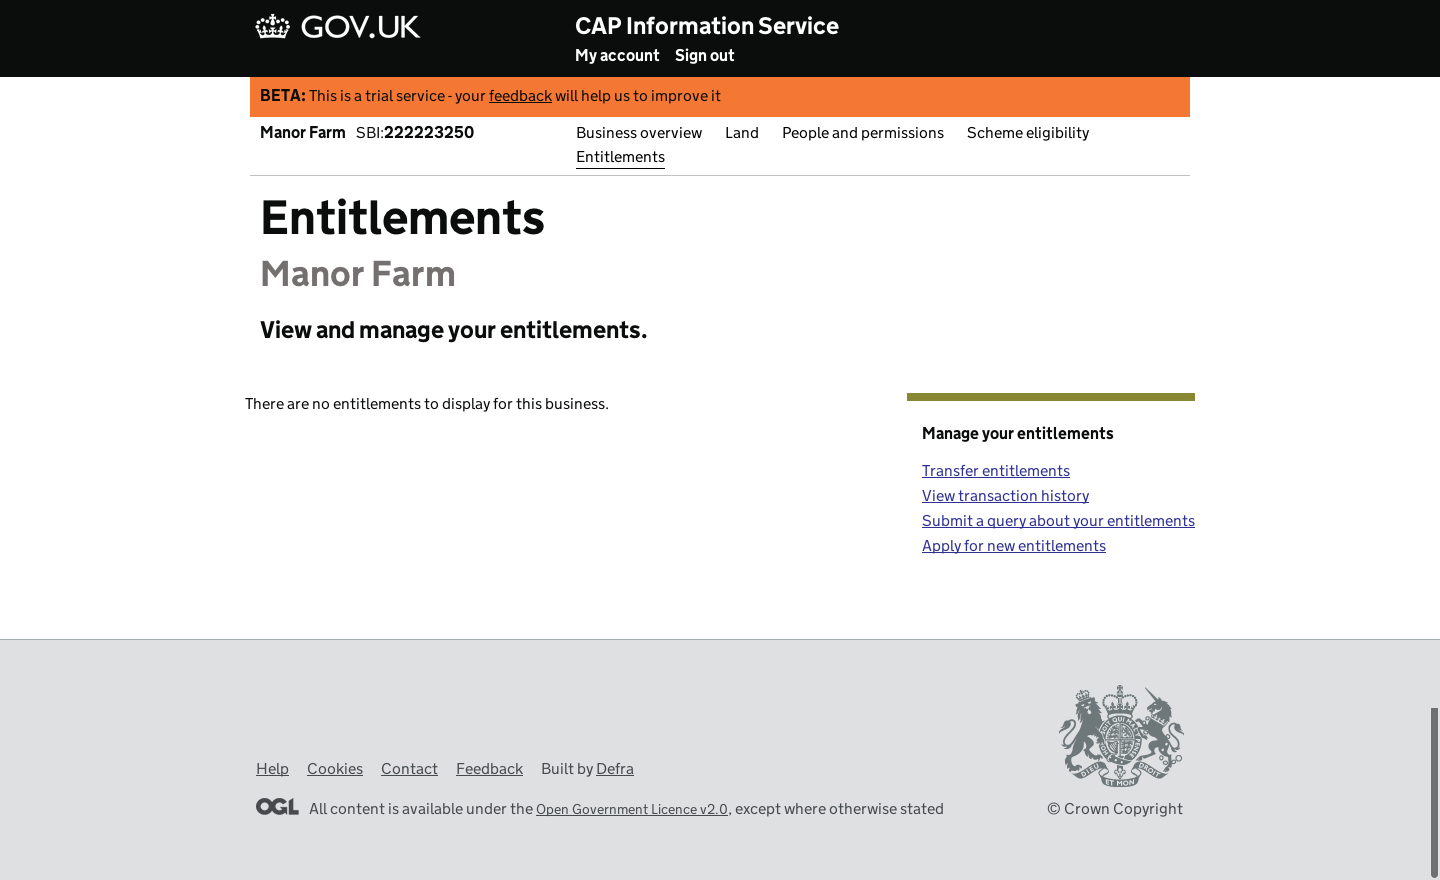 GOV.UK
CAP Information Service
My account Sign out
BETA: This is a trial service - your feedback will help us to improve it
Manor Farm SBI:222223250
Business overview Land People and permissions Scheme eligibility
Entitlements
Entitlements
Manor Farm
View and manage your entitlements.
There are no entitlements to display for this business.
Manage your entitlements
Transfer entitlements
View transaction history
Submit a query about your entitlements
Apply for new entitlements
Help Cookies Contact Feedback Built by Defra
OGL All content is available under the Open Government Licence v2.0, except where otherwise stated
© Crown Copyright